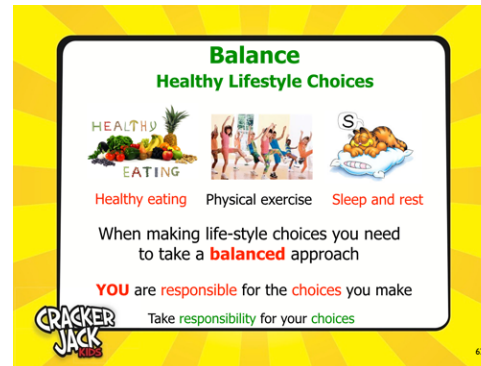 Balance
Healthy Lifestyle Choices
HEALTHY
EATING
S
Healthy eating Physical exercise Sleep and rest
When making life-style choices you need
to take a balanced approach
YOU are responsible for the choices you make
Take responsibility for your choices
CRACKER
JACK
KIDS